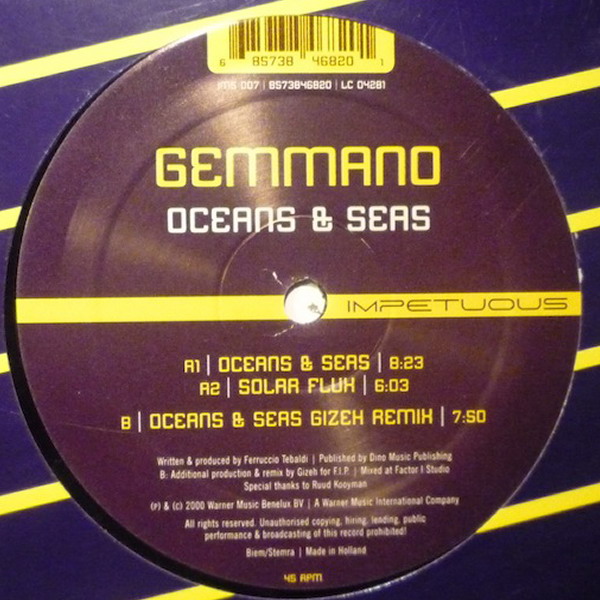 6 85738 46820 1
IMS 007 | 8573846820 | LC 04281
GEMMANO
OCEANS & SEAS
IMPETUOUS
A1 | OCEANS & SEAS | 8:23
A2 | SOLAR FLUX | 6:03
B | OCEANS & SEAS GIZEH REMIX | 7:50
Written & produced by Ferruccio Tebaldi | Published by Dino Music Publishing
B: Additional production & remix by Gizeh for F.I.P. | Mixed at Factor I Studio
Special thanks to Ruud Kooyman
(P) & (c) 2000 Warner Music Benelux BV | A Warner Music International Company
All rights reserved. Unauthorised copying, hiring, lending, public
performance & broadcasting of this record prohibited!
Biem/Stemra | Made in Holland
45 RPM